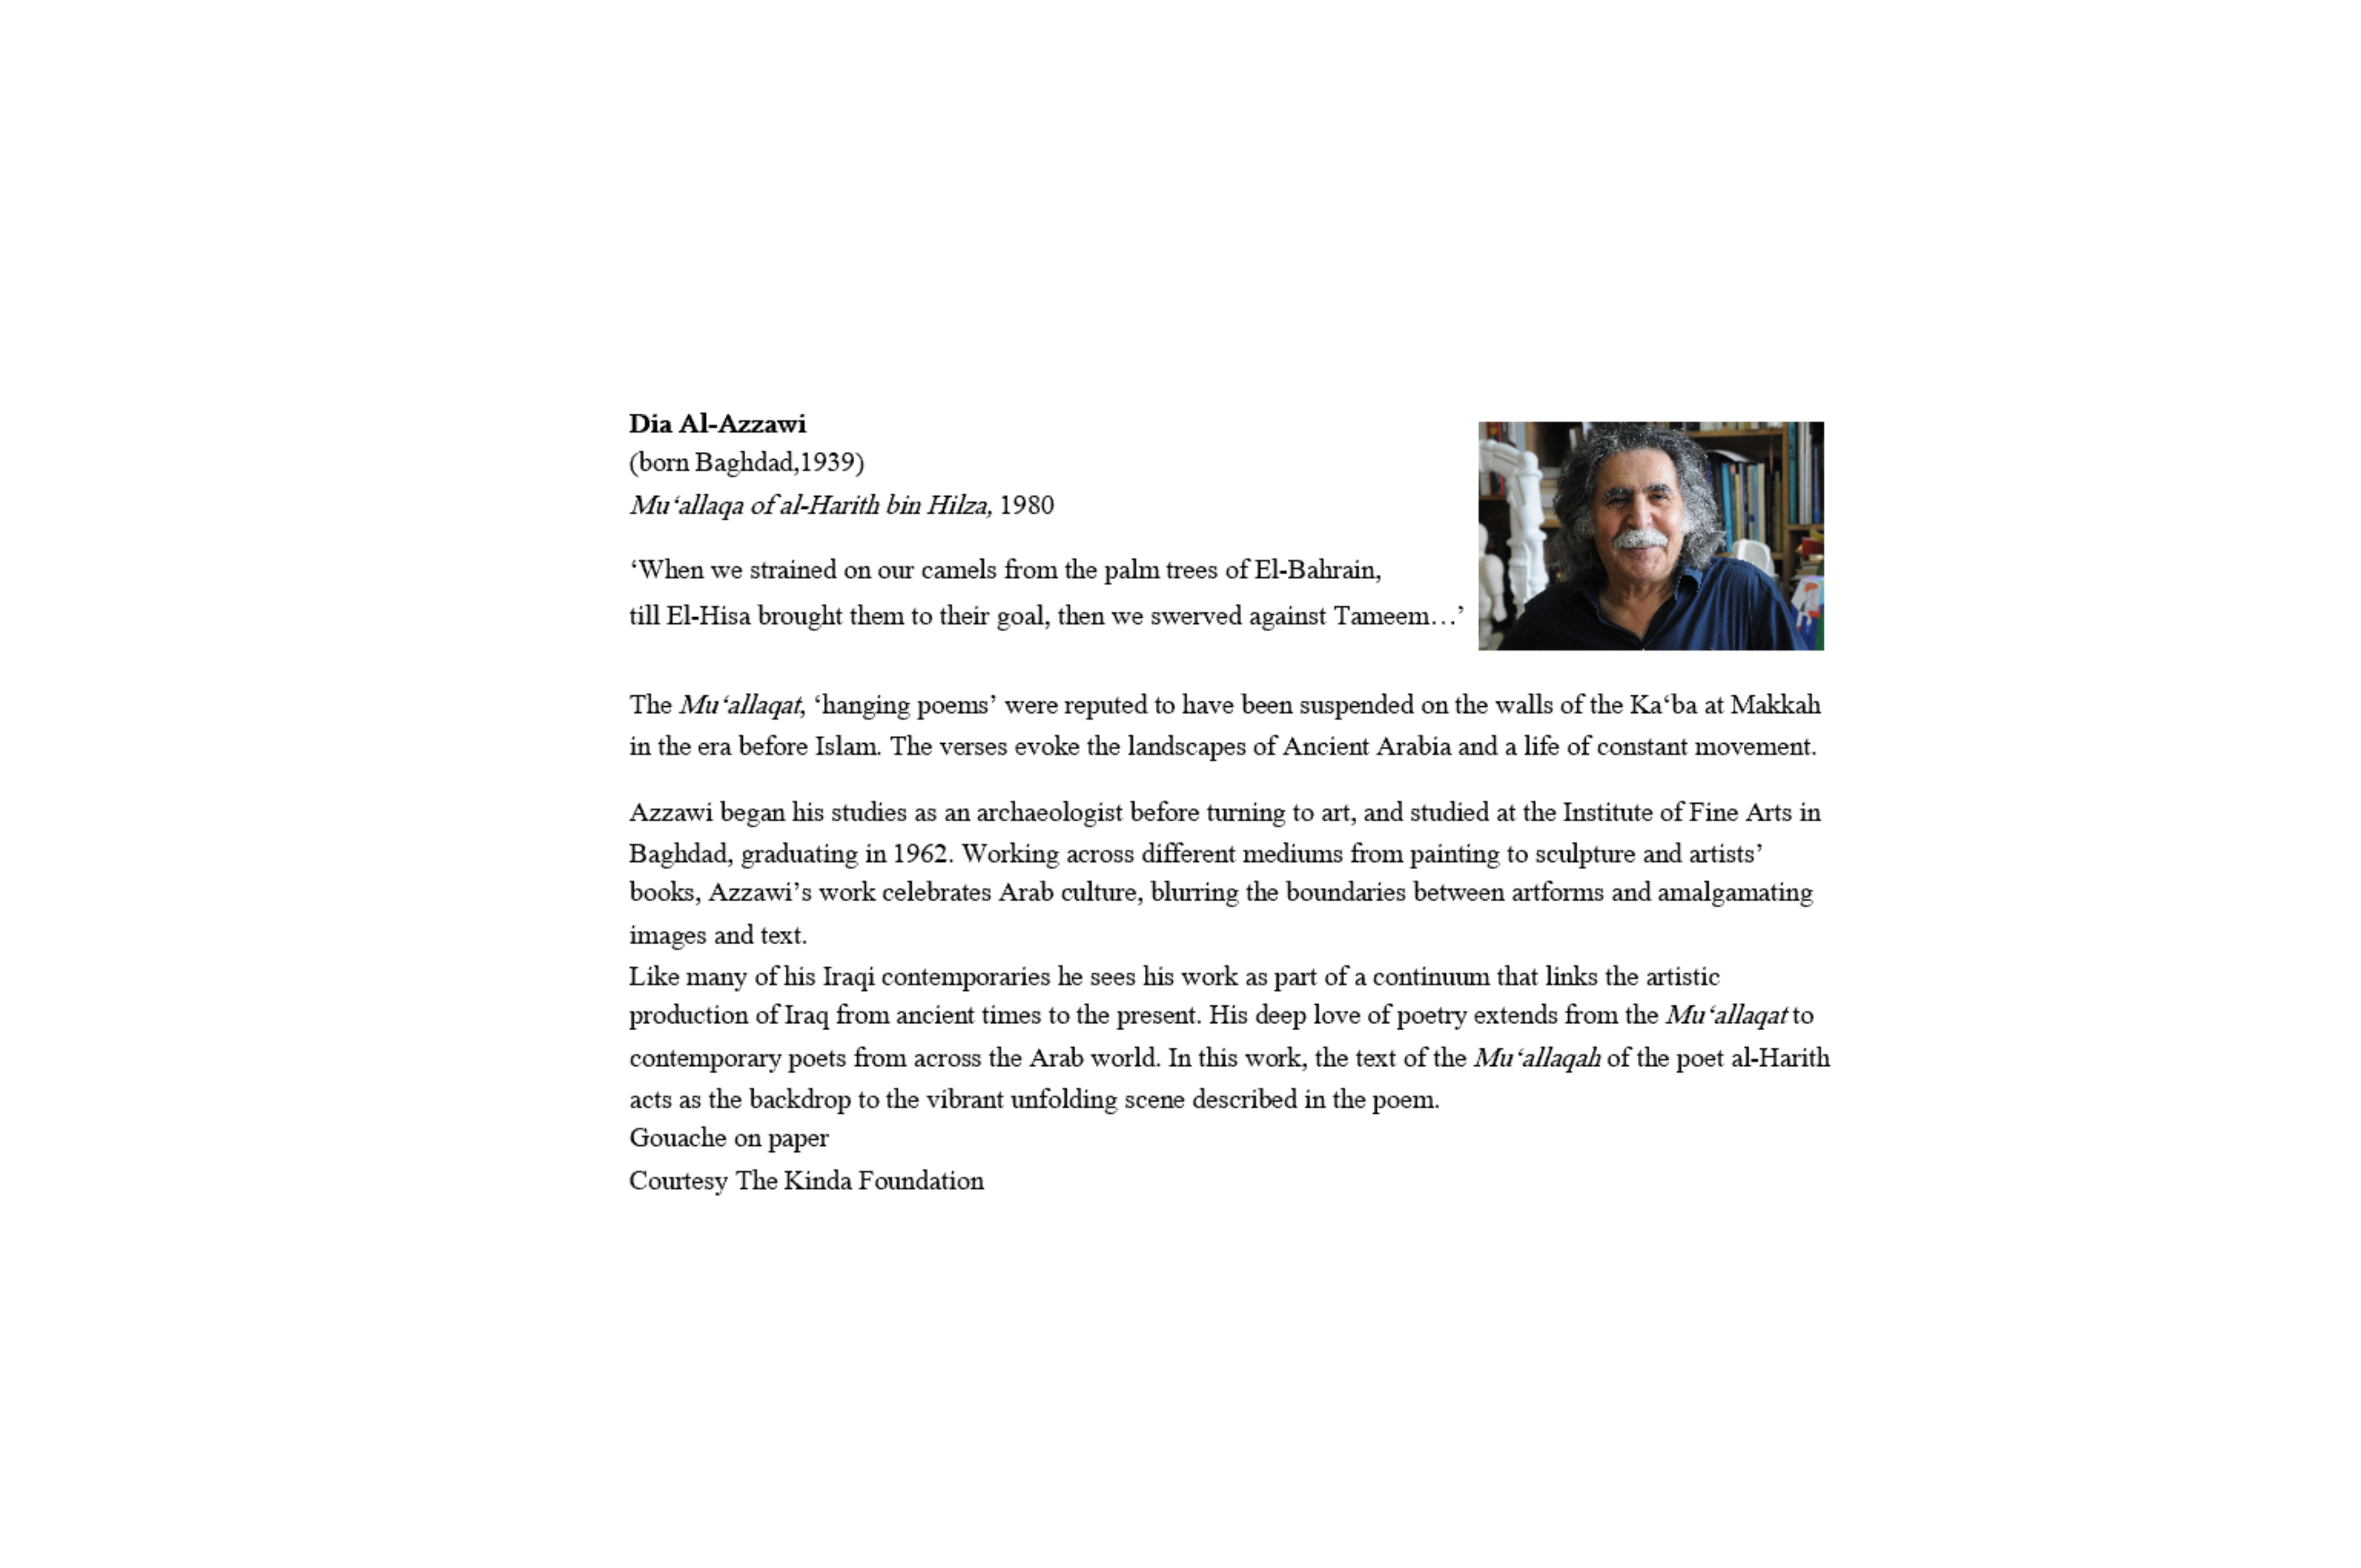 Dia Al-Azzawi
(born Baghdad,1939)
Mu‘allaqa of al-Harith bin Hilza, 1980
‘When we strained on our camels from the palm trees of El-Bahrain,
till El-Hisa brought them to their goal, then we swerved against Tameem…’
The Mu‘allaqat, ‘hanging poems’ were reputed to have been suspended on the walls of the Ka‘ba at Makkah
in the era before Islam. The verses evoke the landscapes of Ancient Arabia and a life of constant movement.
Azzawi began his studies as an archaeologist before turning to art, and studied at the Institute of Fine Arts in
Baghdad, graduating in 1962. Working across different mediums from painting to sculpture and artists’
books, Azzawi’s work celebrates Arab culture, blurring the boundaries between artforms and amalgamating
images and text.
Like many of his Iraqi contemporaries he sees his work as part of a continuum that links the artistic
production of Iraq from ancient times to the present. His deep love of poetry extends from the Mu‘allaqat to
contemporary poets from across the Arab world. In this work, the text of the Mu‘allaqah of the poet al-Harith
acts as the backdrop to the vibrant unfolding scene described in the poem.
Gouache on paper
Courtesy The Kinda Foundation